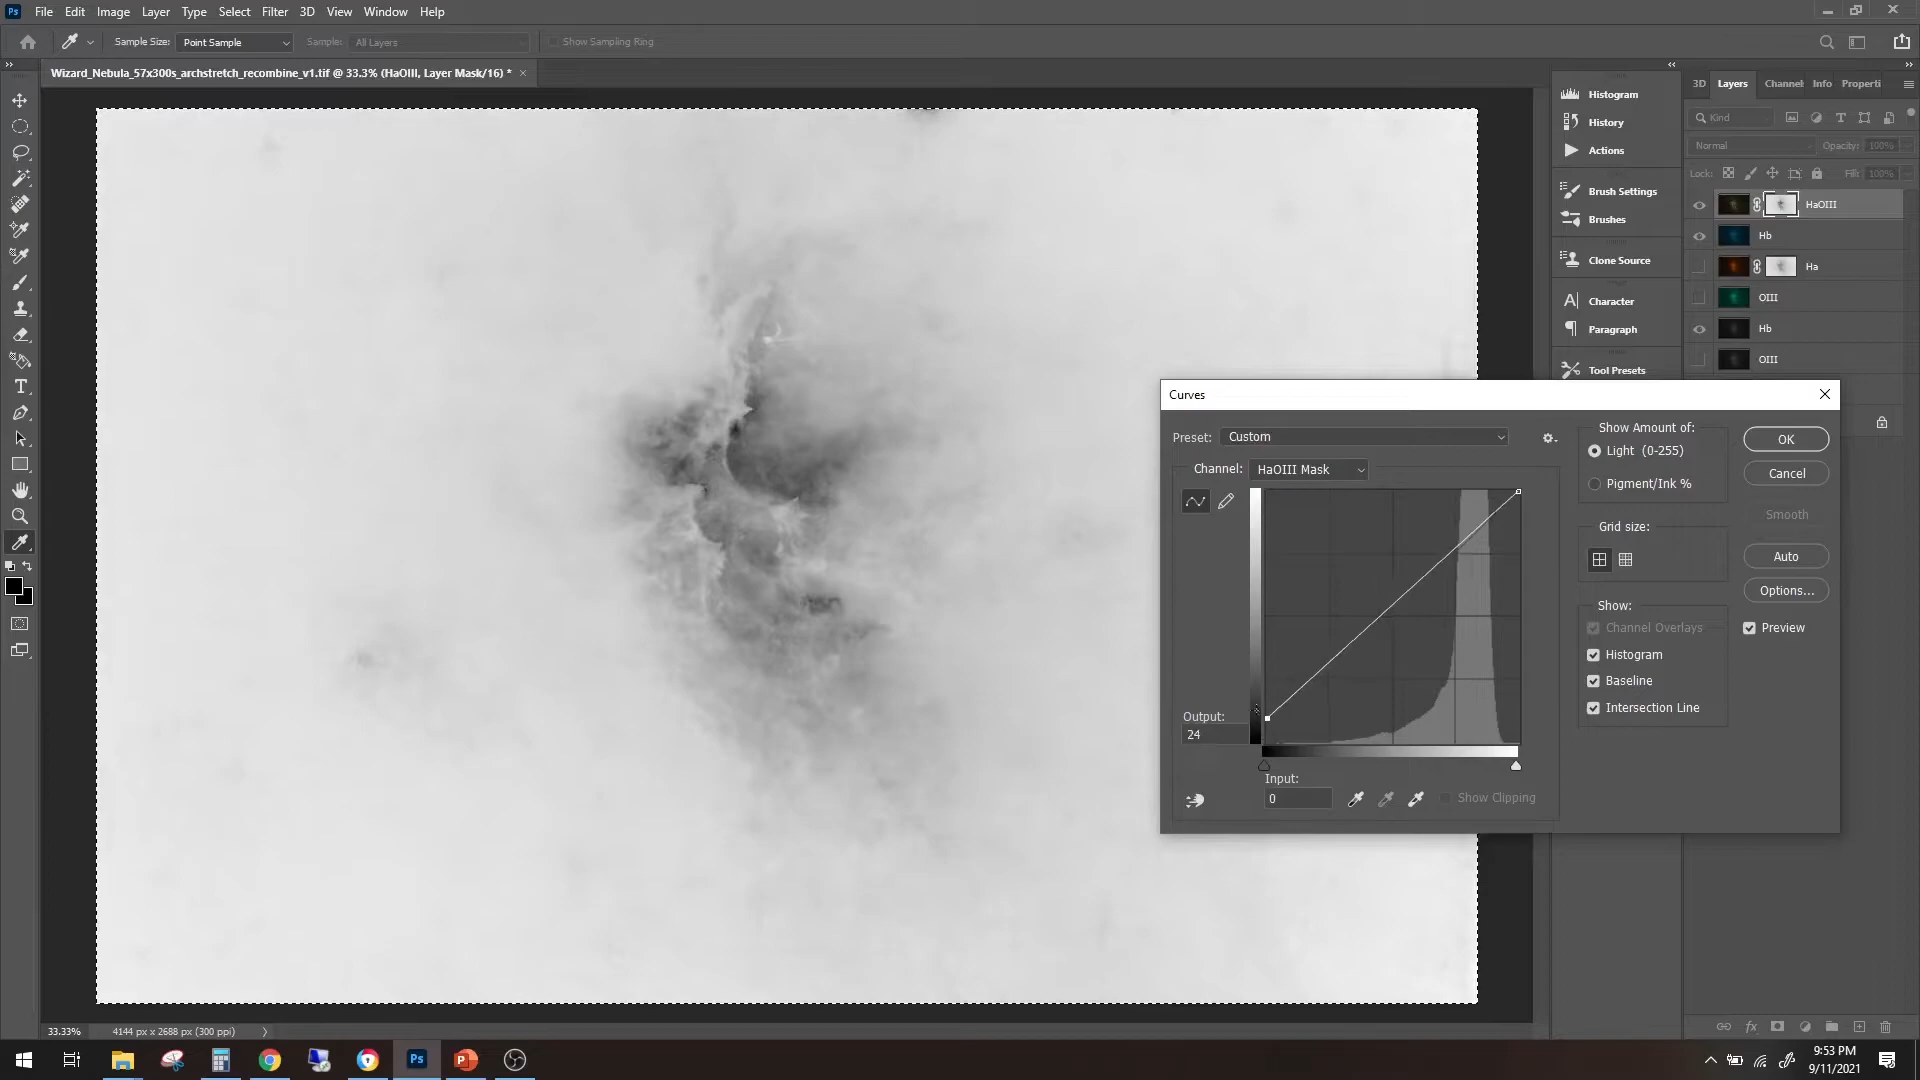 Ps File Edit Image Layer Type Select Filter 3D View Window Help
Sample Size: Point Sample Sample: All Layers Show Sampling Ring
Wizard_Nebula_57x300s_archstretch_recombine_v1.tif @ 33.3% (HaOIII, Layer Mask/16) * ×
Histogram
History
Actions
Brush Settings
Brushes
Clone Source
Character
Paragraph
Tool Presets
3D Layers Channel Info Properti
Kind
Normal Opacity: 100%
Lock: Fill: 100%
HaOIII
Hb
Ha
OIII
Hb
OIII
Curves
Preset: Custom
Channel: HaOIII Mask
Output:
24
Input:
0
Show Clipping
Show Amount of:
Light (0-255)
Pigment/Ink %
Grid size:
Show:
Channel Overlays
Histogram
Baseline
Intersection Line
OK
Cancel
Smooth
Auto
Options...
Preview
33.33% 4144 px x 2688 px (300 ppi)
Ps
P
9:53 PM
9/11/2021